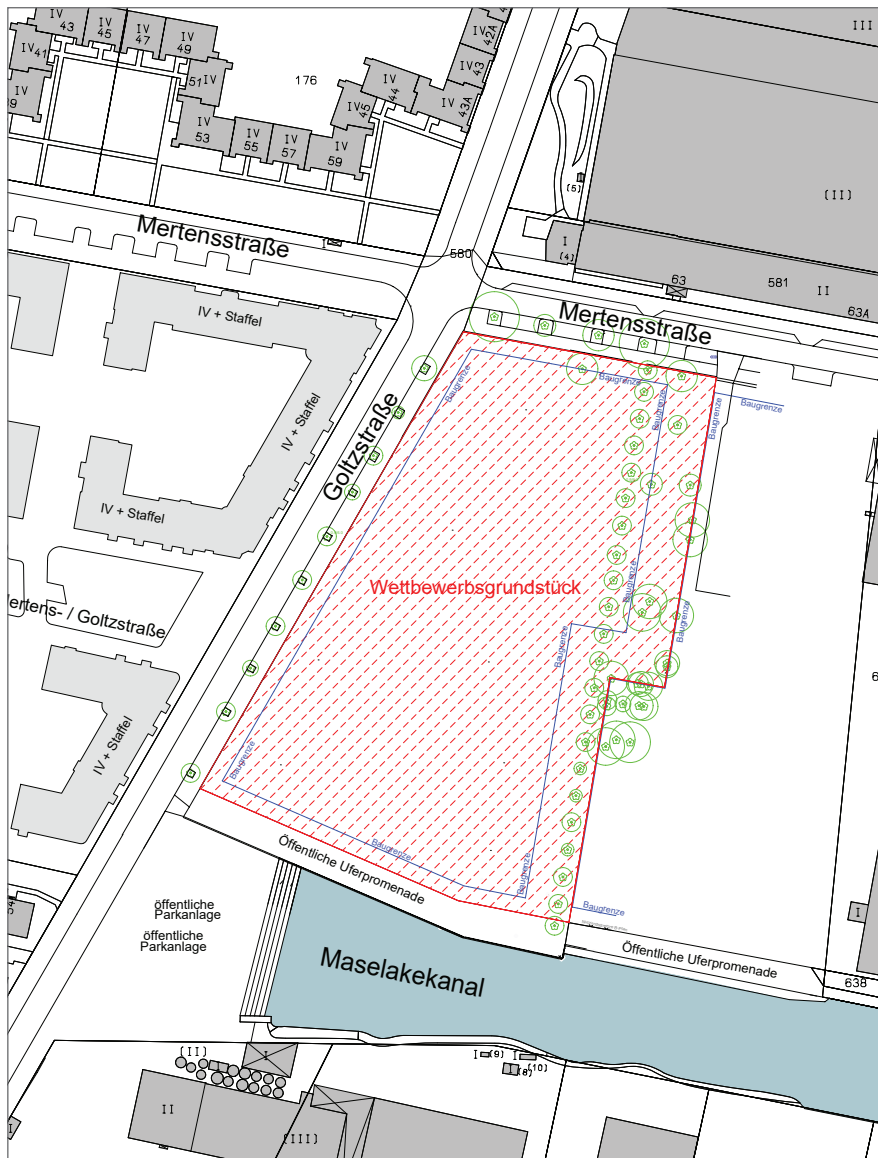 IV
43
IV
45
IV
47
IV
49
IV
41
IV
51
IV
53
IV
55
IV
57
IV
59
176
IV
45
IV
44
IV
43A
IV
43
IV
42A
III
(II)
(5)
I
(4)
63
581
II
63A
580
I
Mertensstraße
Mertensstraße
IV + Staffel
IV + Staffel
IV + Staffel
Goltzstraße
Baugrenze
Baugrenze
Baugrenze
Baugrenze
Baugrenze
Wettbewerbsgrundstück
Baugrenze
Baugrenze
Baugrenze
Mertens- / Goltzstraße
IV + Staffel
Baugrenze
Baugrenze
Baugrenze
Baugrenze
Öffentliche Uferpromenade
Öffentliche Uferpromenade
öffentliche
Parkanlage
öffentliche
Parkanlage
Maselakekanal
638
I
(II)
I
I
(9)
I
(10)
(8)
II
(III)
I